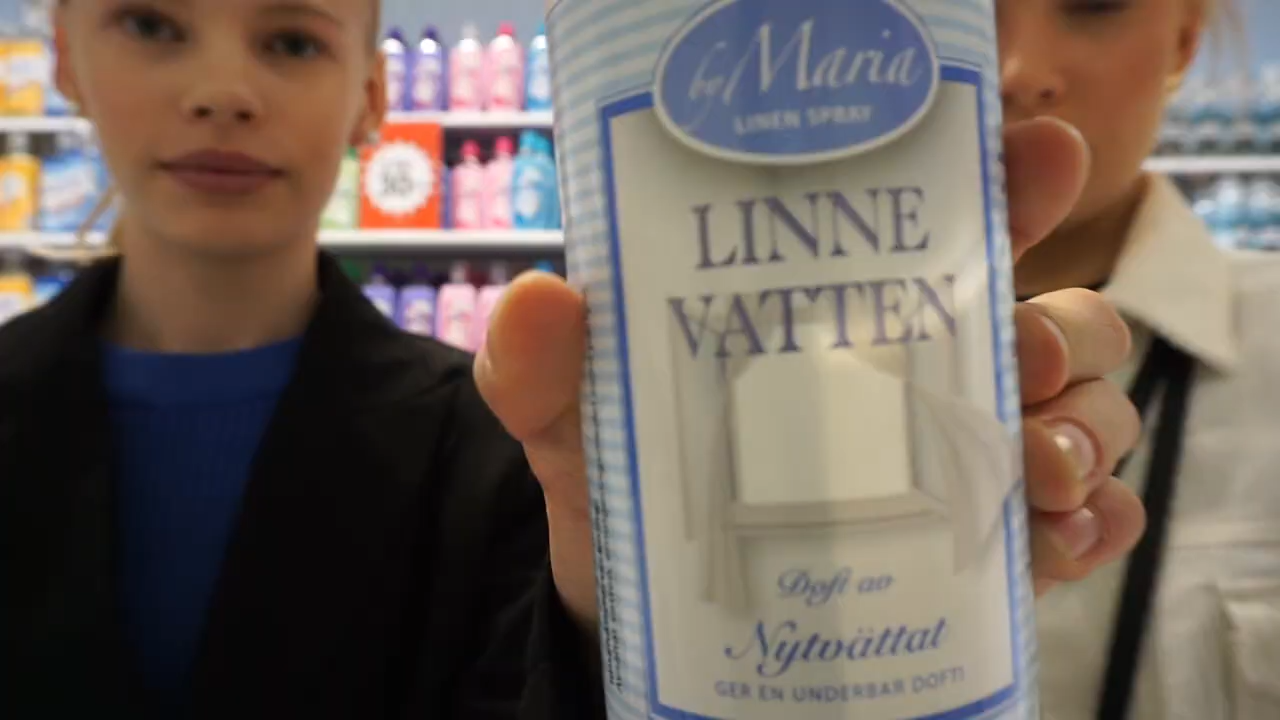 by Maria
LINEN SPRAY
LINNE
VATTEN
Doft av
Nytvättat
GER EN UNDERBAR DOFT!